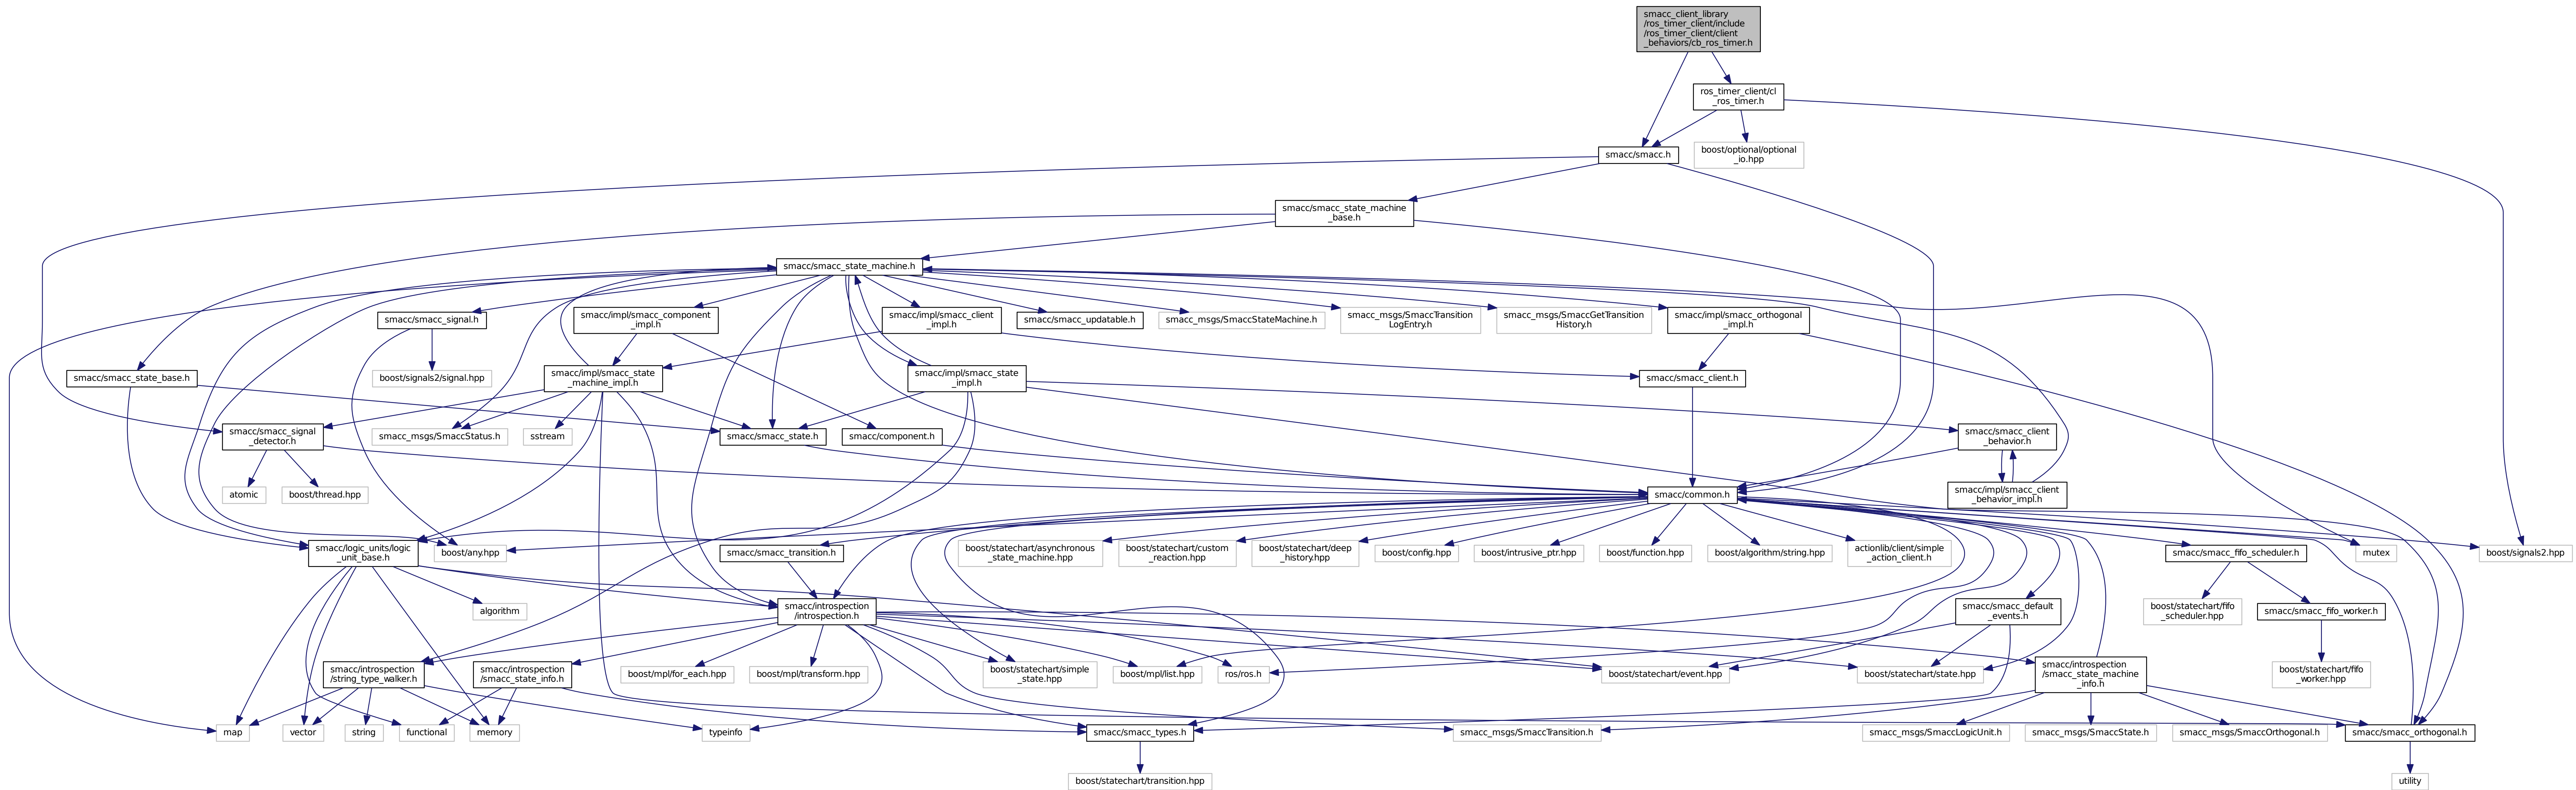 smacc_client_library
/ros_timer_client/include
/ros_timer_client/client
_behaviors/cb_ros_timer.h
ros_timer_client/cl
_ros_timer.h
smacc/smacc.h
boost/optional/optional
_io.hpp
smacc/smacc_state_machine
_base.h
smacc/smacc_state_machine.h
smacc/smacc_signal.h
smacc/impl/smacc_component
_impl.h
smacc/impl/smacc_client
_impl.h
smacc/smacc_updatable.h
smacc_msgs/SmaccStateMachine.h
smacc_msgs/SmaccTransition
LogEntry.h
smacc_msgs/SmaccGetTransition
History.h
smacc/impl/smacc_orthogonal
_impl.h
smacc/smacc_state_base.h
boost/signals2/signal.hpp
smacc/impl/smacc_state
_machine_impl.h
smacc/impl/smacc_state
_impl.h
smacc/smacc_client.h
smacc/smacc_signal
_detector.h
smacc_msgs/SmaccStatus.h
sstream
smacc/smacc_state.h
smacc/component.h
smacc/smacc_client
_behavior.h
atomic
boost/thread.hpp
smacc/common.h
smacc/impl/smacc_client
_behavior_impl.h
smacc/logic_units/logic
_unit_base.h
boost/any.hpp
smacc/smacc_transition.h
boost/statechart/asynchronous
_state_machine.hpp
boost/statechart/custom
_reaction.hpp
boost/statechart/deep
_history.hpp
boost/config.hpp
boost/intrusive_ptr.hpp
boost/function.hpp
boost/algorithm/string.hpp
actionlib/client/simple
_action_client.h
smacc/smacc_fifo_scheduler.h
mutex
boost/signals2.hpp
algorithm
smacc/introspection
/introspection.h
smacc/smacc_default
_events.h
boost/statechart/fifo
_scheduler.hpp
smacc/smacc_fifo_worker.h
smacc/introspection
/string_type_walker.h
smacc/introspection
/smacc_state_info.h
boost/mpl/for_each.hpp
boost/mpl/transform.hpp
boost/statechart/simple
_state.hpp
boost/mpl/list.hpp
ros/ros.h
boost/statechart/event.hpp
boost/statechart/state.hpp
smacc/introspection
/smacc_state_machine
_info.h
boost/statechart/fifo
_worker.hpp
map
vector
string
functional
memory
typeinfo
smacc/smacc_types.h
smacc_msgs/SmaccTransition.h
smacc_msgs/SmaccLogicUnit.h
smacc_msgs/SmaccState.h
smacc_msgs/SmaccOrthogonal.h
smacc/smacc_orthogonal.h
boost/statechart/transition.hpp
utility